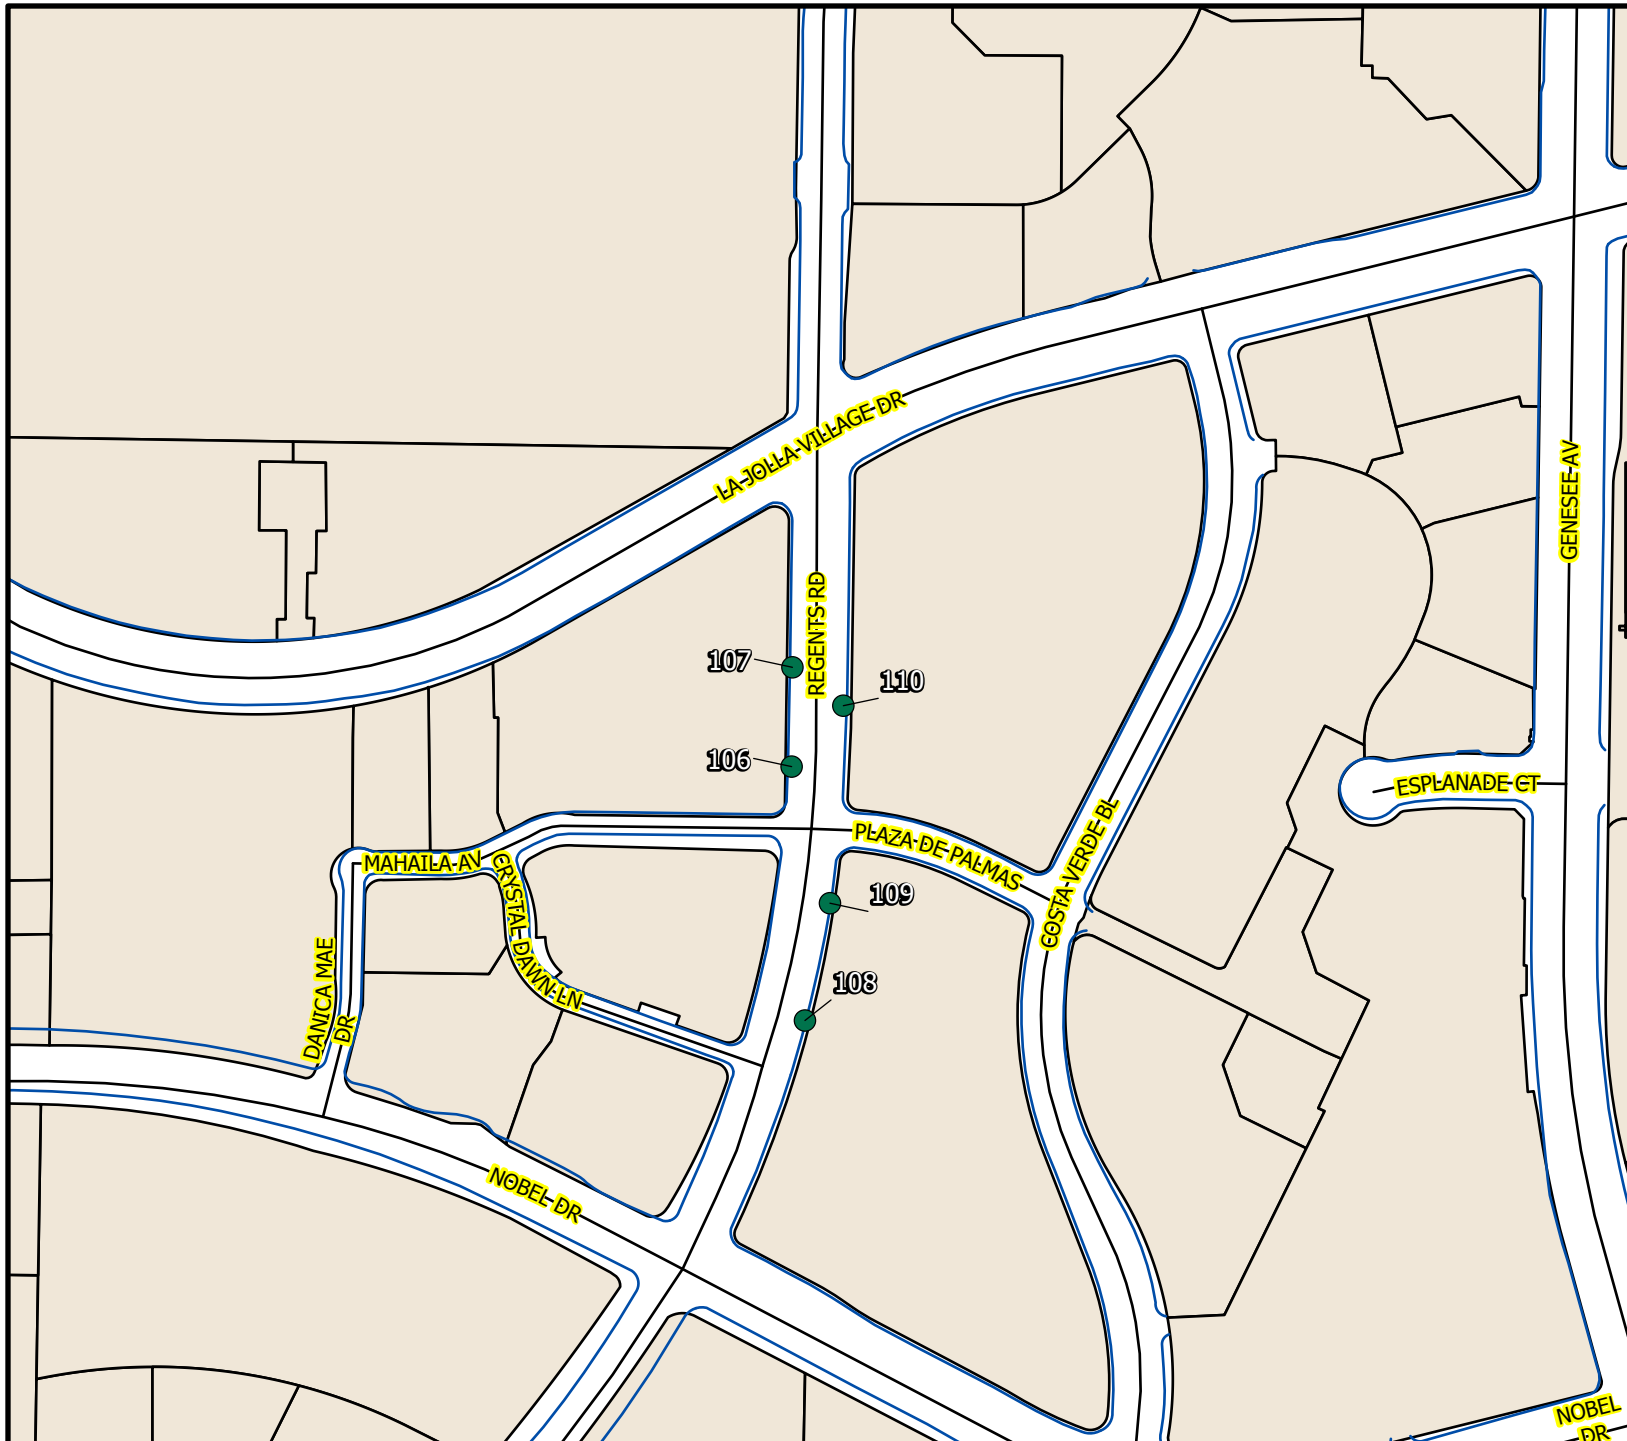 LA JOLLA VILLAGE DR
GENESEE AV
REGENTS RD
107
110
106
ESPLANADE CT
PLAZA DE PALMAS
COSTA VERDE BL
MAHAILA AV
CRYSTAL DAWN LN
109
DANICA MAE
DR
108
NOBEL DR
NOBEL
DR